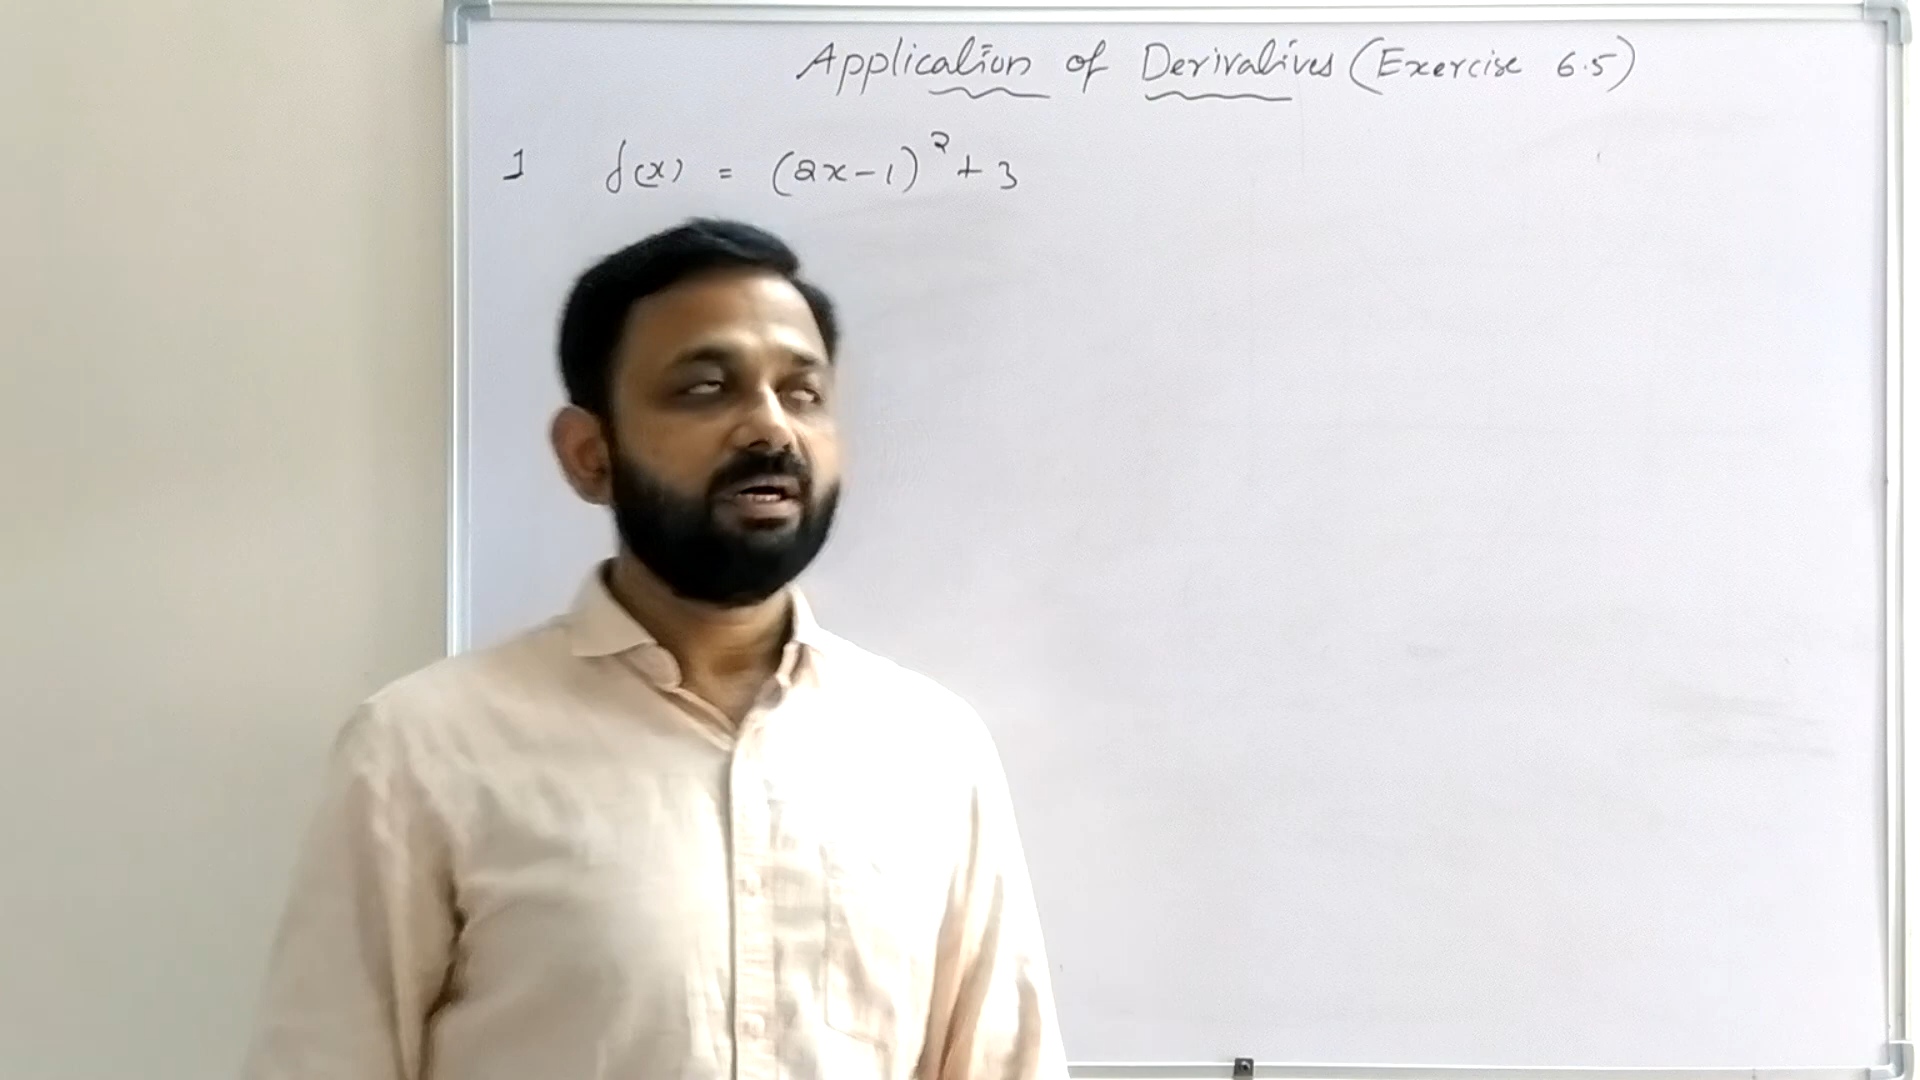 Application of Derivatives (Exercise 6.5)
1 f(x) = (2x-1)² + 3